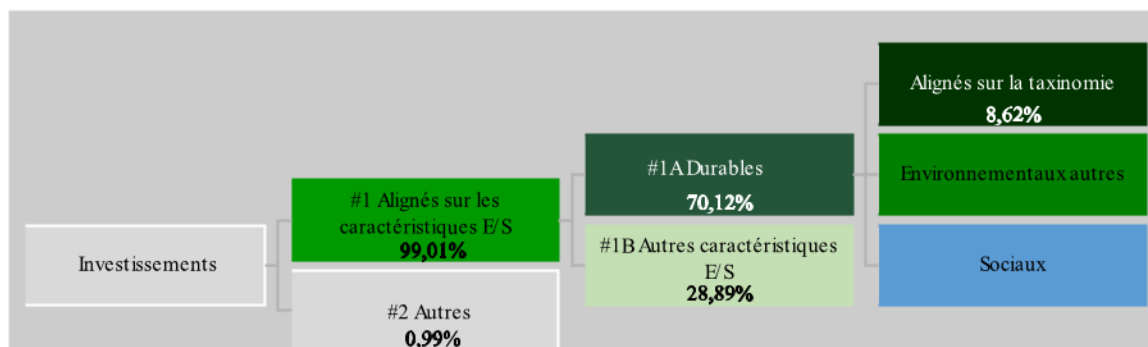 Investissements
#1 Alignés sur les
caractéristiques E/S
99,01%
#2 Autres
0,99%
#1A Durables
70,12%
#1B Autres caractéristiques
E/S
28,89%
Alignés sur la taxinomie
8,62%
Environnementaux autres
Sociaux